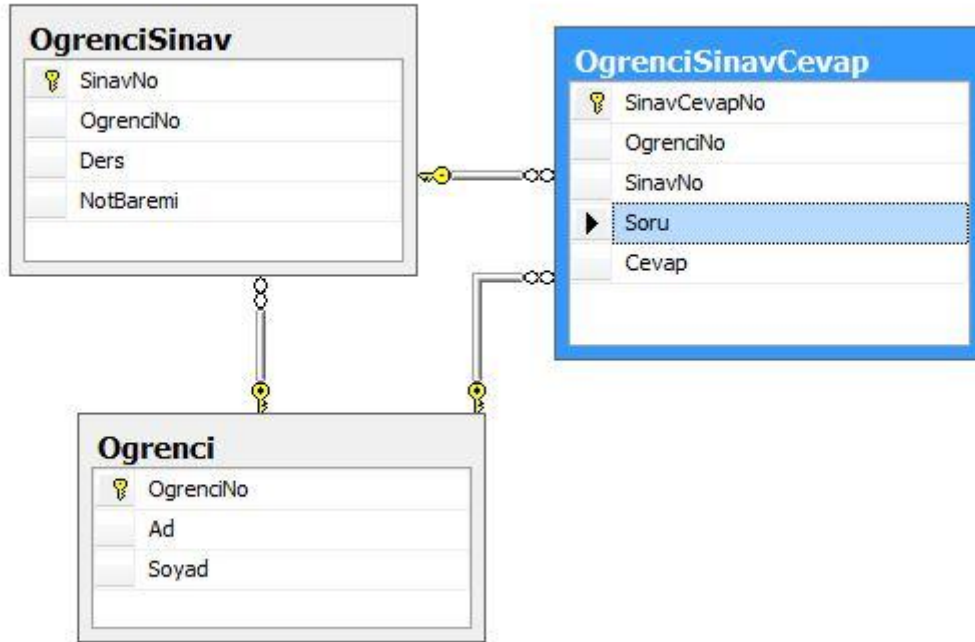 OgrenciSinav
SinavNo
OgrenciNo
Ders
NotBaremi
OgrenciSinavCevap
SinavCevapNo
OgrenciNo
SinavNo
Soru
Cevap
Ogrenci
OgrenciNo
Ad
Soyad